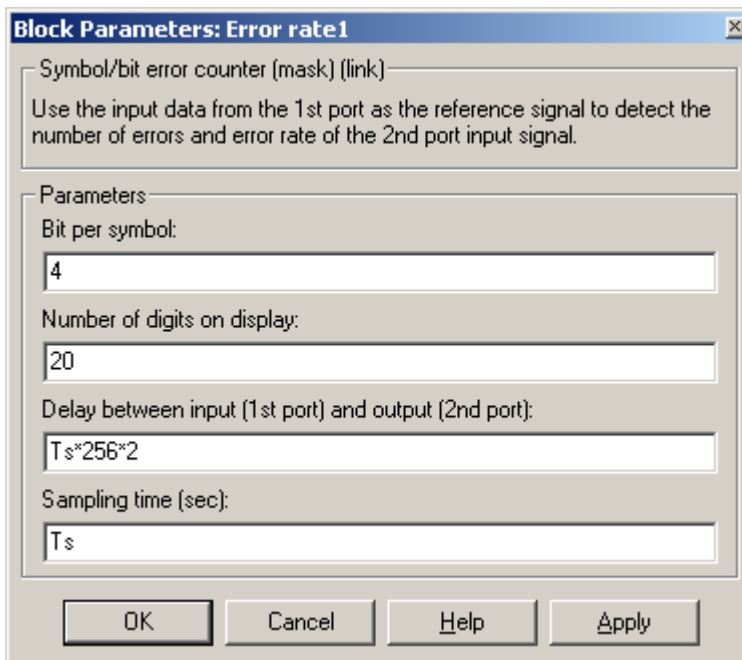 Block Parameters: Error rate1
Symbol/bit error counter (mask) (link)
Use the input data from the 1st port as the reference signal to detect the
number of errors and error rate of the 2nd port input signal.
Parameters
Bit per symbol:
4
Number of digits on display:
20
Delay between input (1st port) and output (2nd port):
Ts*256*2
Sampling time (sec):
Ts
OK Cancel Help Apply